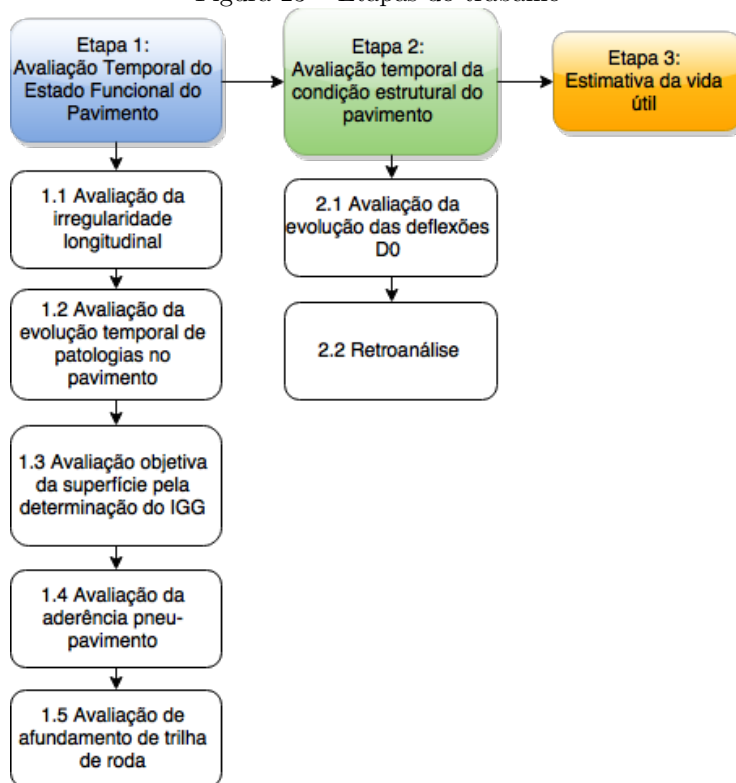 Etapa 1:
Avaliação Temporal do
Estado Funcional do
Pavimento
Etapa 2:
Avaliação temporal da
condição estrutural do
pavimento
Etapa 3:
Estimativa da vida
útil
1.1 Avaliação da
irregularidade
longitudinal
2.1 Avaliação da
evolução das deflexões
D0
1.2 Avaliação da
evolução temporal de
patologias no
pavimento
2.2 Retroanálise
1.3 Avaliação objetiva
da superfície pela
determinação do IGG
1.4 Avaliação da
aderência pneu-
pavimento
1.5 Avaliação de
afundamento de trilha
de roda